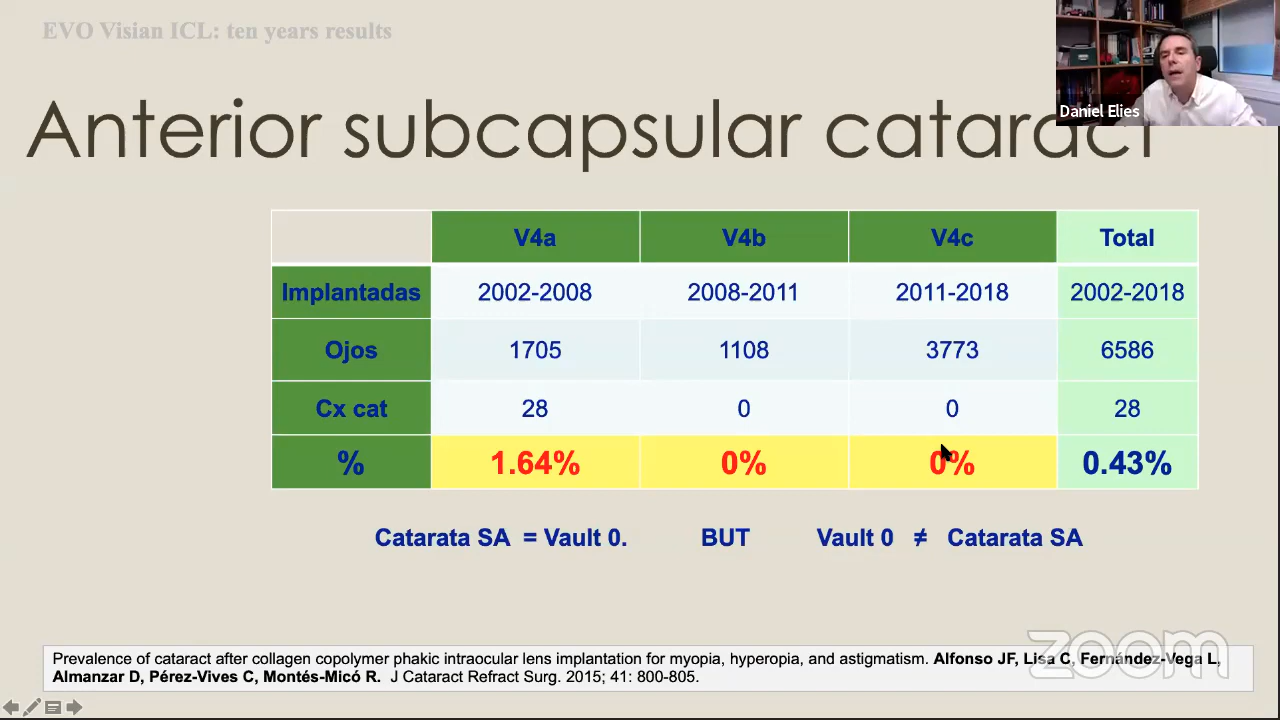 EVO Visian ICL: ten years results
Daniel Elies
Anterior subcapsular cataract
V4a V4b V4c Total
Implantadas 2002-2008 2008-2011 2011-2018 2002-2018
Ojos 1705 1108 3773 6586
Cx cat 28 0 0 28
% 1.64% 0% 0% 0.43%
Catarata SA = Vault 0. BUT Vault 0 ≠ Catarata SA
Prevalence of cataract after collagen copolymer phakic intraocular lens implantation for myopia, hyperopia, and astigmatism. Alfonso JF, Lisa C, Fernández-Vega L,
Almanzar D, Pérez-Vives C, Montés-Micó R. J Cataract Refract Surg. 2015; 41: 800-805.
zoom